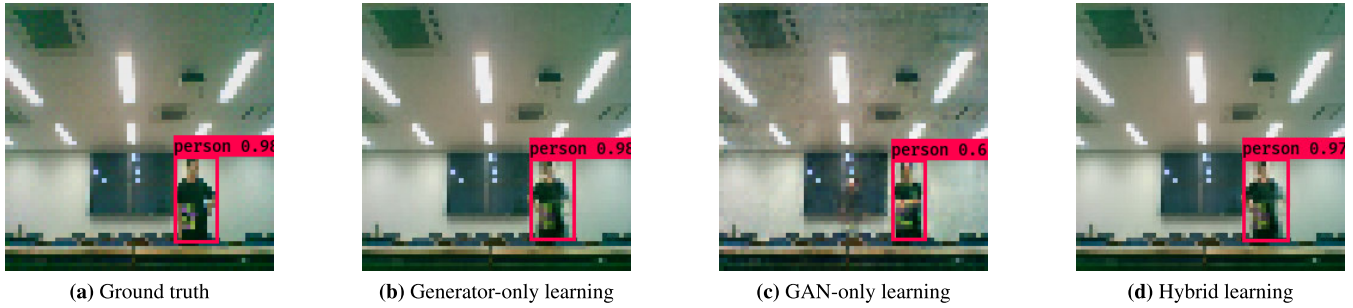 person 0.98
person 0.98
person 0.6
person 0.97
(a) Ground truth
(b) Generator-only learning
(c) GAN-only learning
(d) Hybrid learning